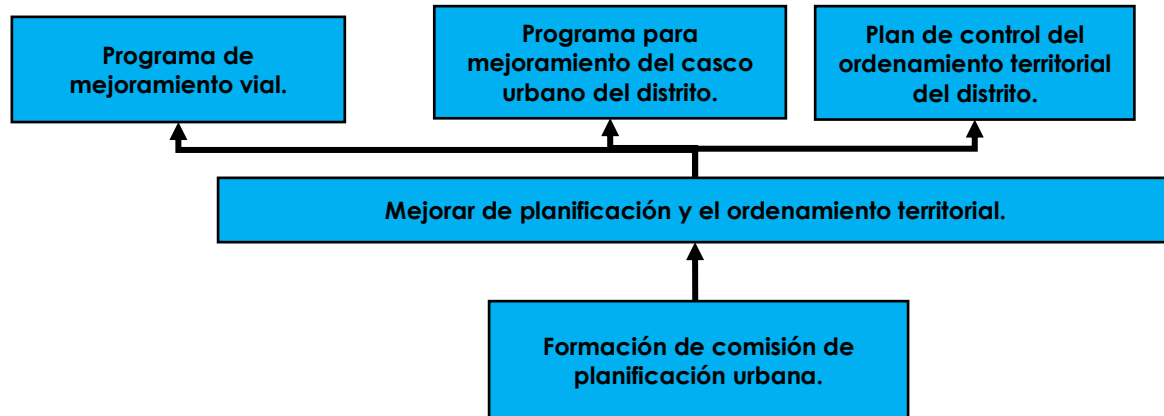 Programa de
mejoramiento vial.
Programa para
mejoramiento del casco
urbano del distrito.
Plan de control del
ordenamiento territorial
del distrito.
Mejorar de planificación y el ordenamiento territorial.
Formación de comisión de
planificación urbana.